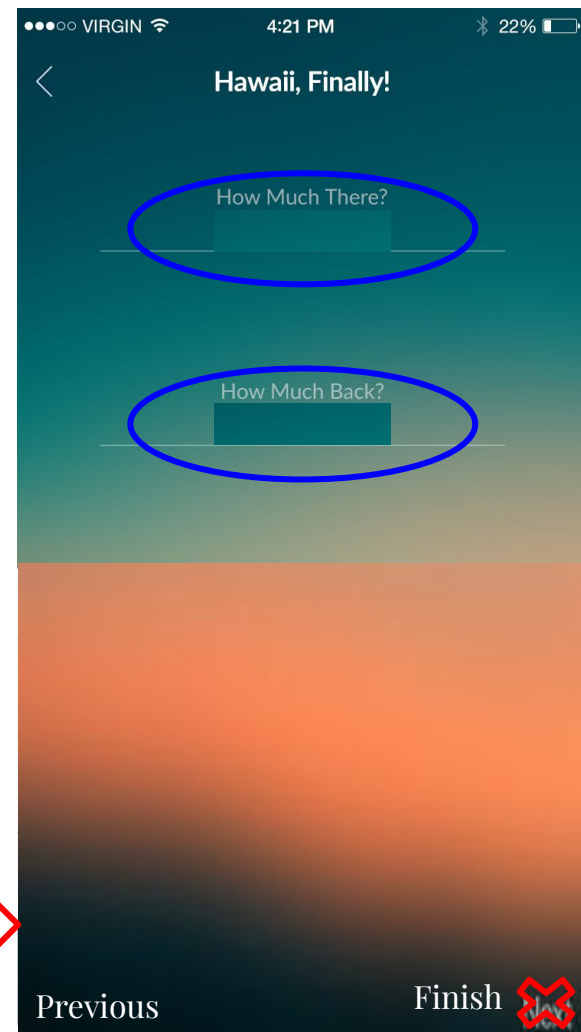 VIRGIN 4:21 PM 22%
Hawaii, Finally!
How Much There?
How Much Back?
Previous Finish